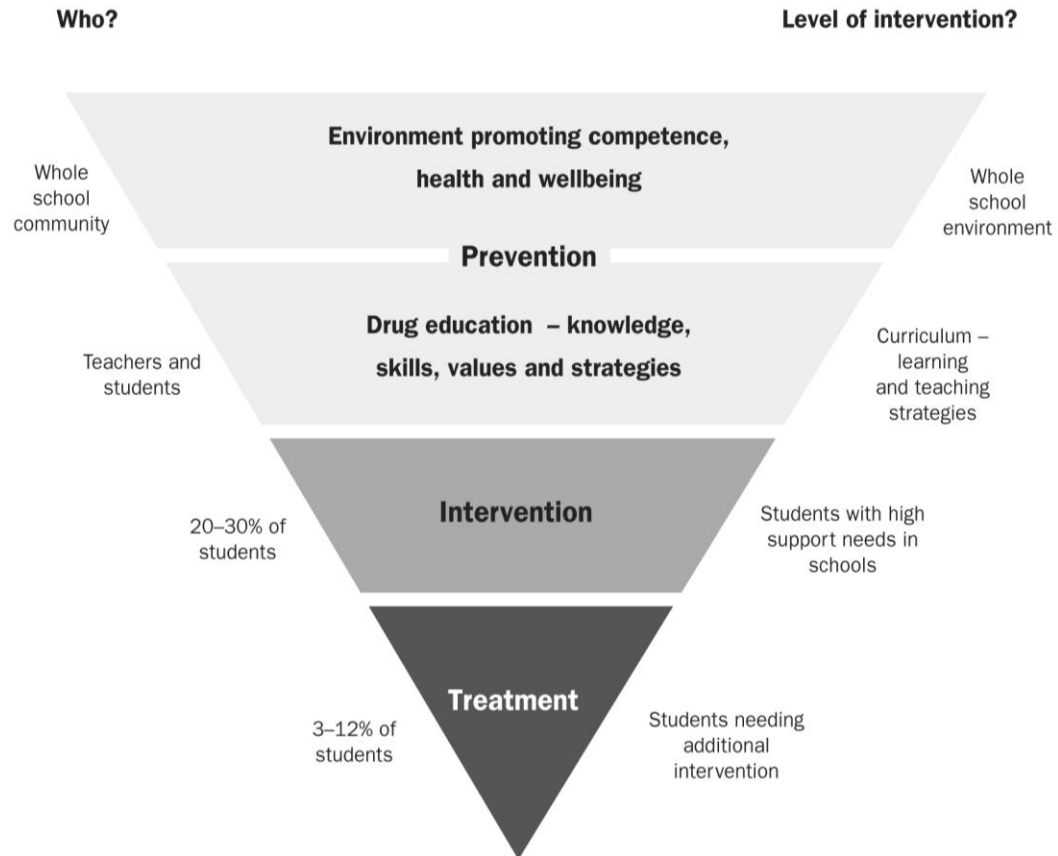 Who?
Level of intervention?
Environment promoting competence,
health and wellbeing
Whole
school
community
Whole
school
environment
Prevention
Drug education – knowledge,
skills, values and strategies
Teachers and
students
Curriculum –
learning
and teaching
strategies
Intervention
20–30% of
students
Students with high
support needs in
schools
Treatment
3–12% of
students
Students needing
additional
intervention